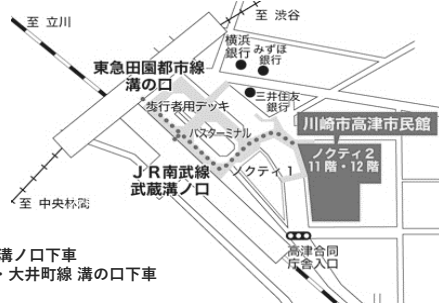 至 渋谷
至 立川
横浜
銀行
みずほ
銀行
東急田園都市線
溝の口
三井住友
銀行
歩行者用デッキ
川崎市高津市民館
バスターミナル
ノクティ2
11階・12階
JR南武線
武蔵溝ノ口
ノクティ1
至 中央林間
高津合同
庁舎入口
溝ノ口下車
・大井町線 溝の口下車